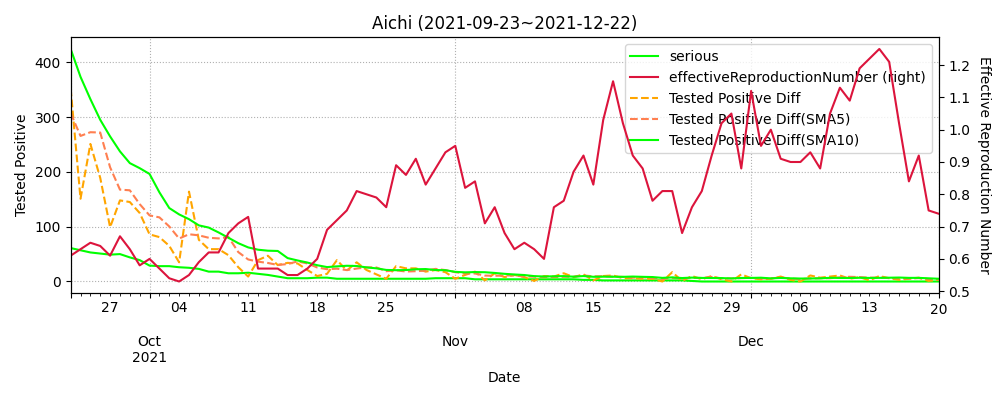 Aichi (2021-09-23~2021-12-22)
serious
effectiveReproductionNumber (right)
Tested Positive Diff
Tested Positive Diff(SMA5)
Tested Positive Diff(SMA10)
Tested Positive
400
300
200
100
0
Effective Reproduction Number
1.2
1.1
1.0
0.9
0.8
0.7
0.6
0.5
27 04 11 18 25 08 15 22 29 06 13 20
Oct Nov Dec
2021
Date